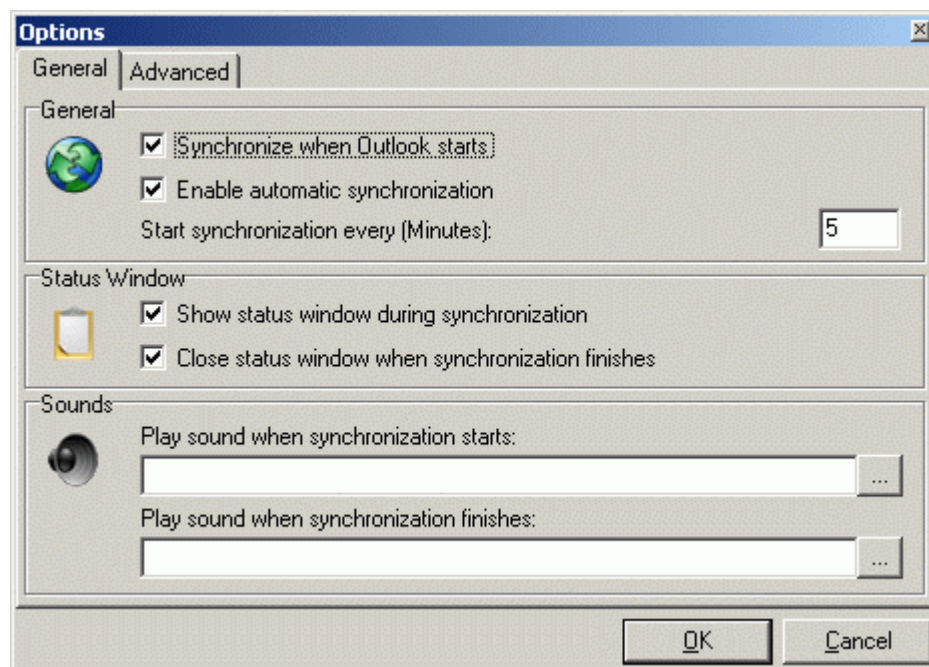 Options
General Advanced
General
Synchronize when Outlook starts
Enable automatic synchronization
Start synchronization every (Minutes): 5
Status Window
Show status window during synchronization
Close status window when synchronization finishes
Sounds
Play sound when synchronization starts:
...
Play sound when synchronization finishes:
...
OK Cancel